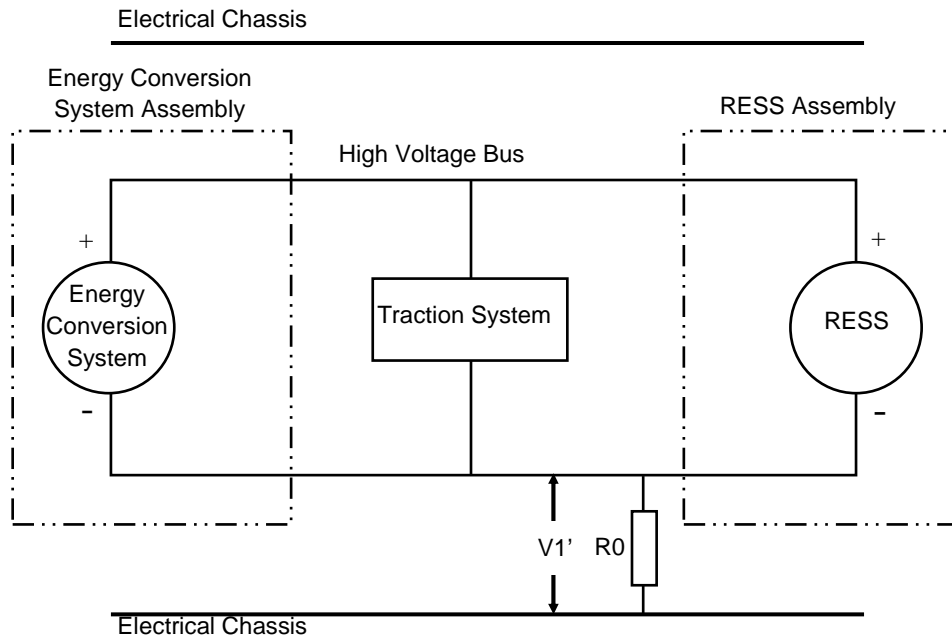 Electrical Chassis
Energy Conversion
System Assembly
RESS Assembly
High Voltage Bus
+
+
Energy
Conversion
System
Traction System
RESS
-
-
V1’
R0
Electrical Chassis